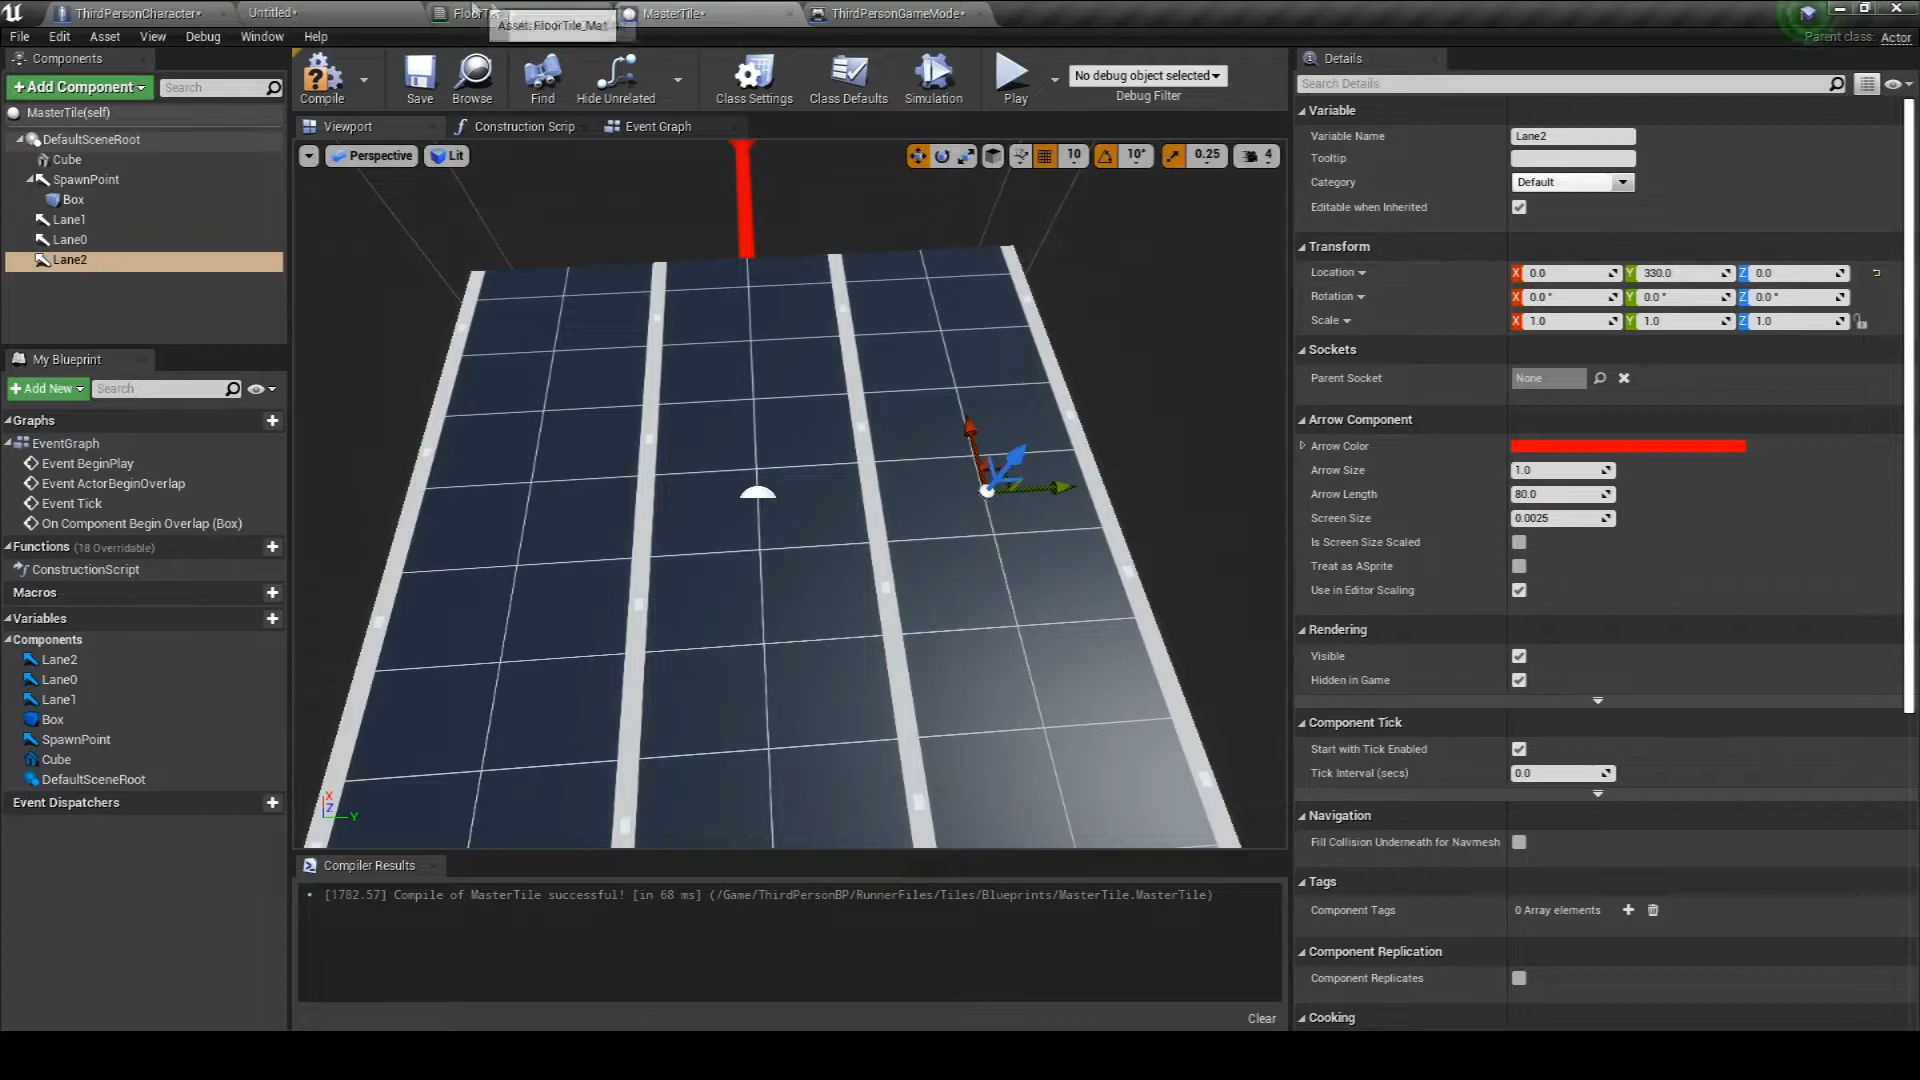 ThirdPersonCharacter*
Untitled*
FloorT
MasterTile*
ThirdPersonGameMode*
Asset: FloorTile_Mat
File Edit Asset View Debug Window Help
Parent class: Actor
Components
+Add Component Search
MasterTile(self)
DefaultSceneRoot
Cube
SpawnPoint
Box
Lane1
Lane0
Lane2
My Blueprint
+Add New Search
Graphs
EventGraph
Event BeginPlay
Event ActorBeginOverlap
Event Tick
On Component Begin Overlap (Box)
Functions (18 Overridable)
ConstructionScript
Macros
Variables
Components
Lane2
Lane0
Lane1
Box
SpawnPoint
Cube
DefaultSceneRoot
Event Dispatchers
Compile Save Browse Find Hide Unrelated Class Settings Class Defaults Simulation Play
No debug object selected
Debug Filter
Viewport Construction Scrip Event Graph
Perspective Lit 10 10° 0.25 4
X Z Y
Compiler Results
[1782.57] Compile of MasterTile successful! [in 68 ms] (/Game/ThirdPersonBP/RunnerFiles/Tiles/Blueprints/MasterTile.MasterTile)
Clear
Details
Search Details
Variable
Variable Name Lane2
Tooltip
Category Default
Editable when Inherited
Transform
Location X 0.0 Y 330.0 Z 0.0
Rotation X 0.0° Y 0.0° Z 0.0°
Scale X 1.0 Y 1.0 Z 1.0
Sockets
Parent Socket None
Arrow Component
Arrow Color
Arrow Size 1.0
Arrow Length 80.0
Screen Size 0.0025
Is Screen Size Scaled
Treat as ASprite
Use in Editor Scaling
Rendering
Visible
Hidden in Game
Component Tick
Start with Tick Enabled
Tick Interval (secs) 0.0
Navigation
Fill Collision Underneath for Navmesh
Tags
Component Tags 0 Array elements
Component Replication
Component Replicates
Cooking